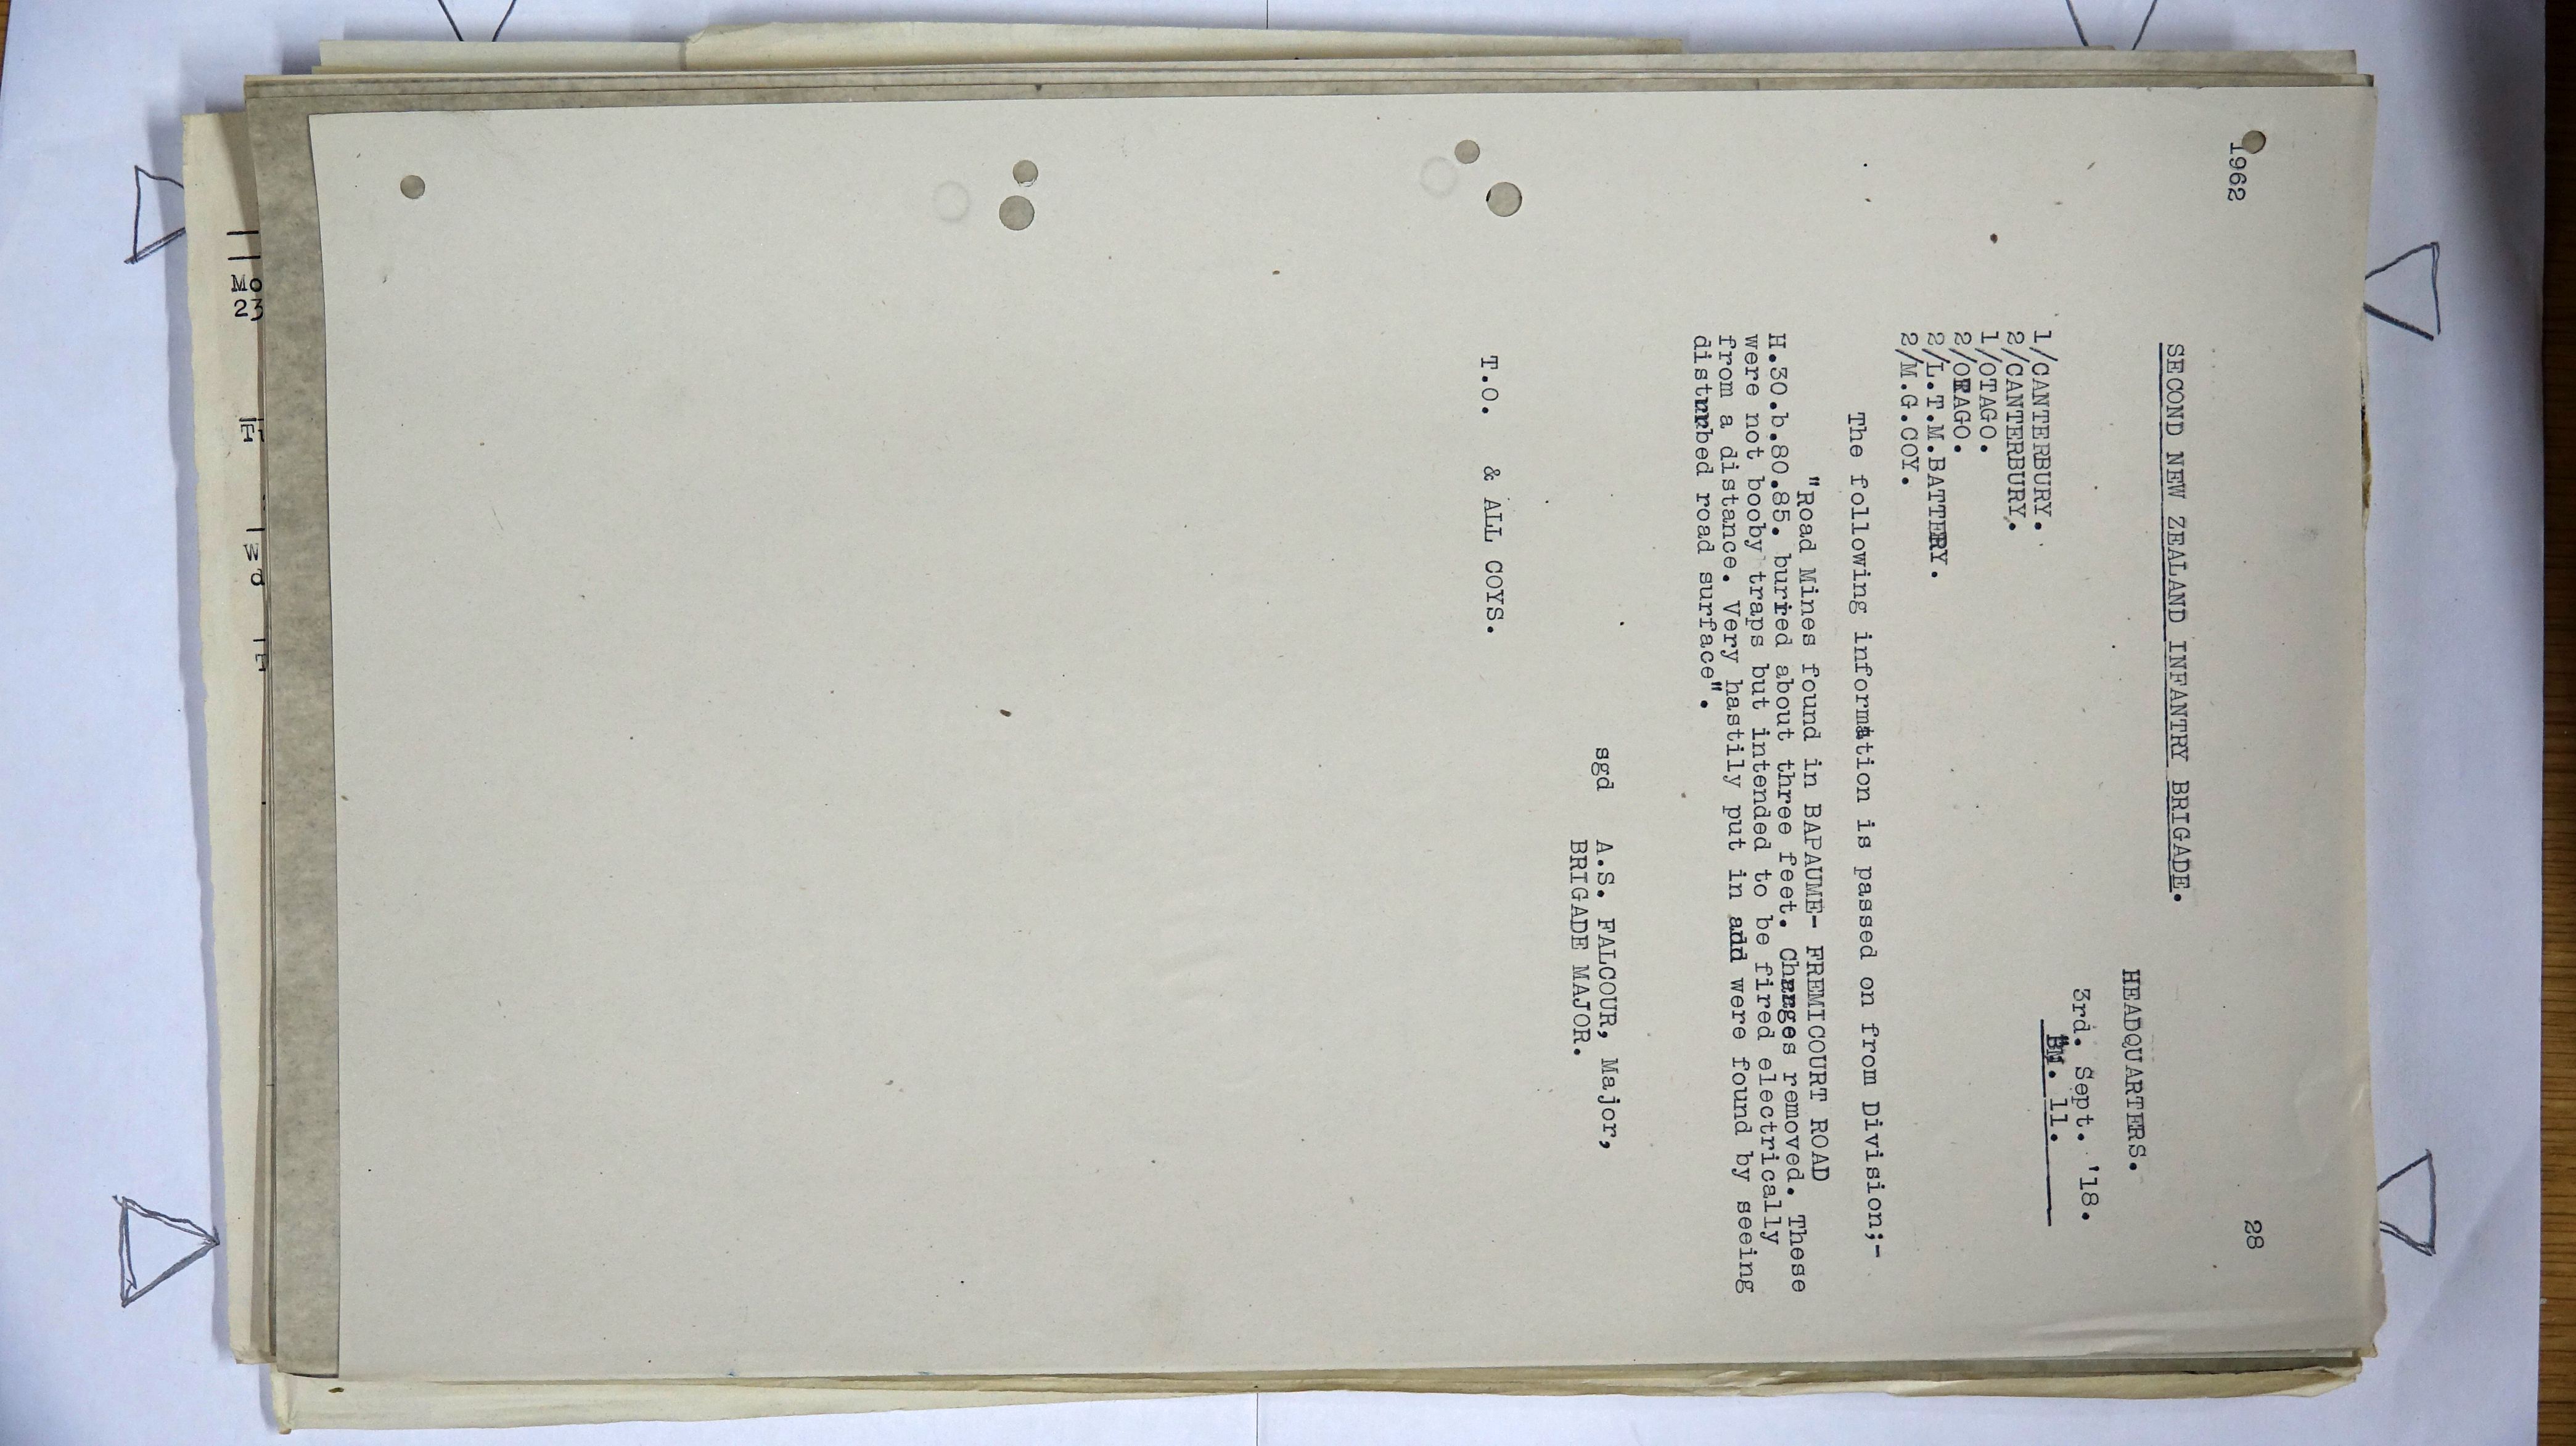 1962
28
SECOND NEW ZEALAND INFANTRY BRIGADE.
HEADQUARTERS.
3rd. Sept. '18.
BM. 11.
1/CANTERBURY.
2/CANTERBURY.
1/OTAGO.
2/OTAGO.
2/L.T.M.BATTERY.
2/M.G.COY.
The following information is passed on from Division;-
"Road Mines found in BAPAUME- FREMICOURT ROAD
H.30.b.80.85. buried about three feet. Charges removed. These
were not booby traps but intended to be fired electrically
from a distance. Very hastily put in and were found by seeing
disturbed road surface".
sgd A.S. FALCOUR, Major,
BRIGADE MAJOR.
T.O. & ALL COYS.
Mo
23